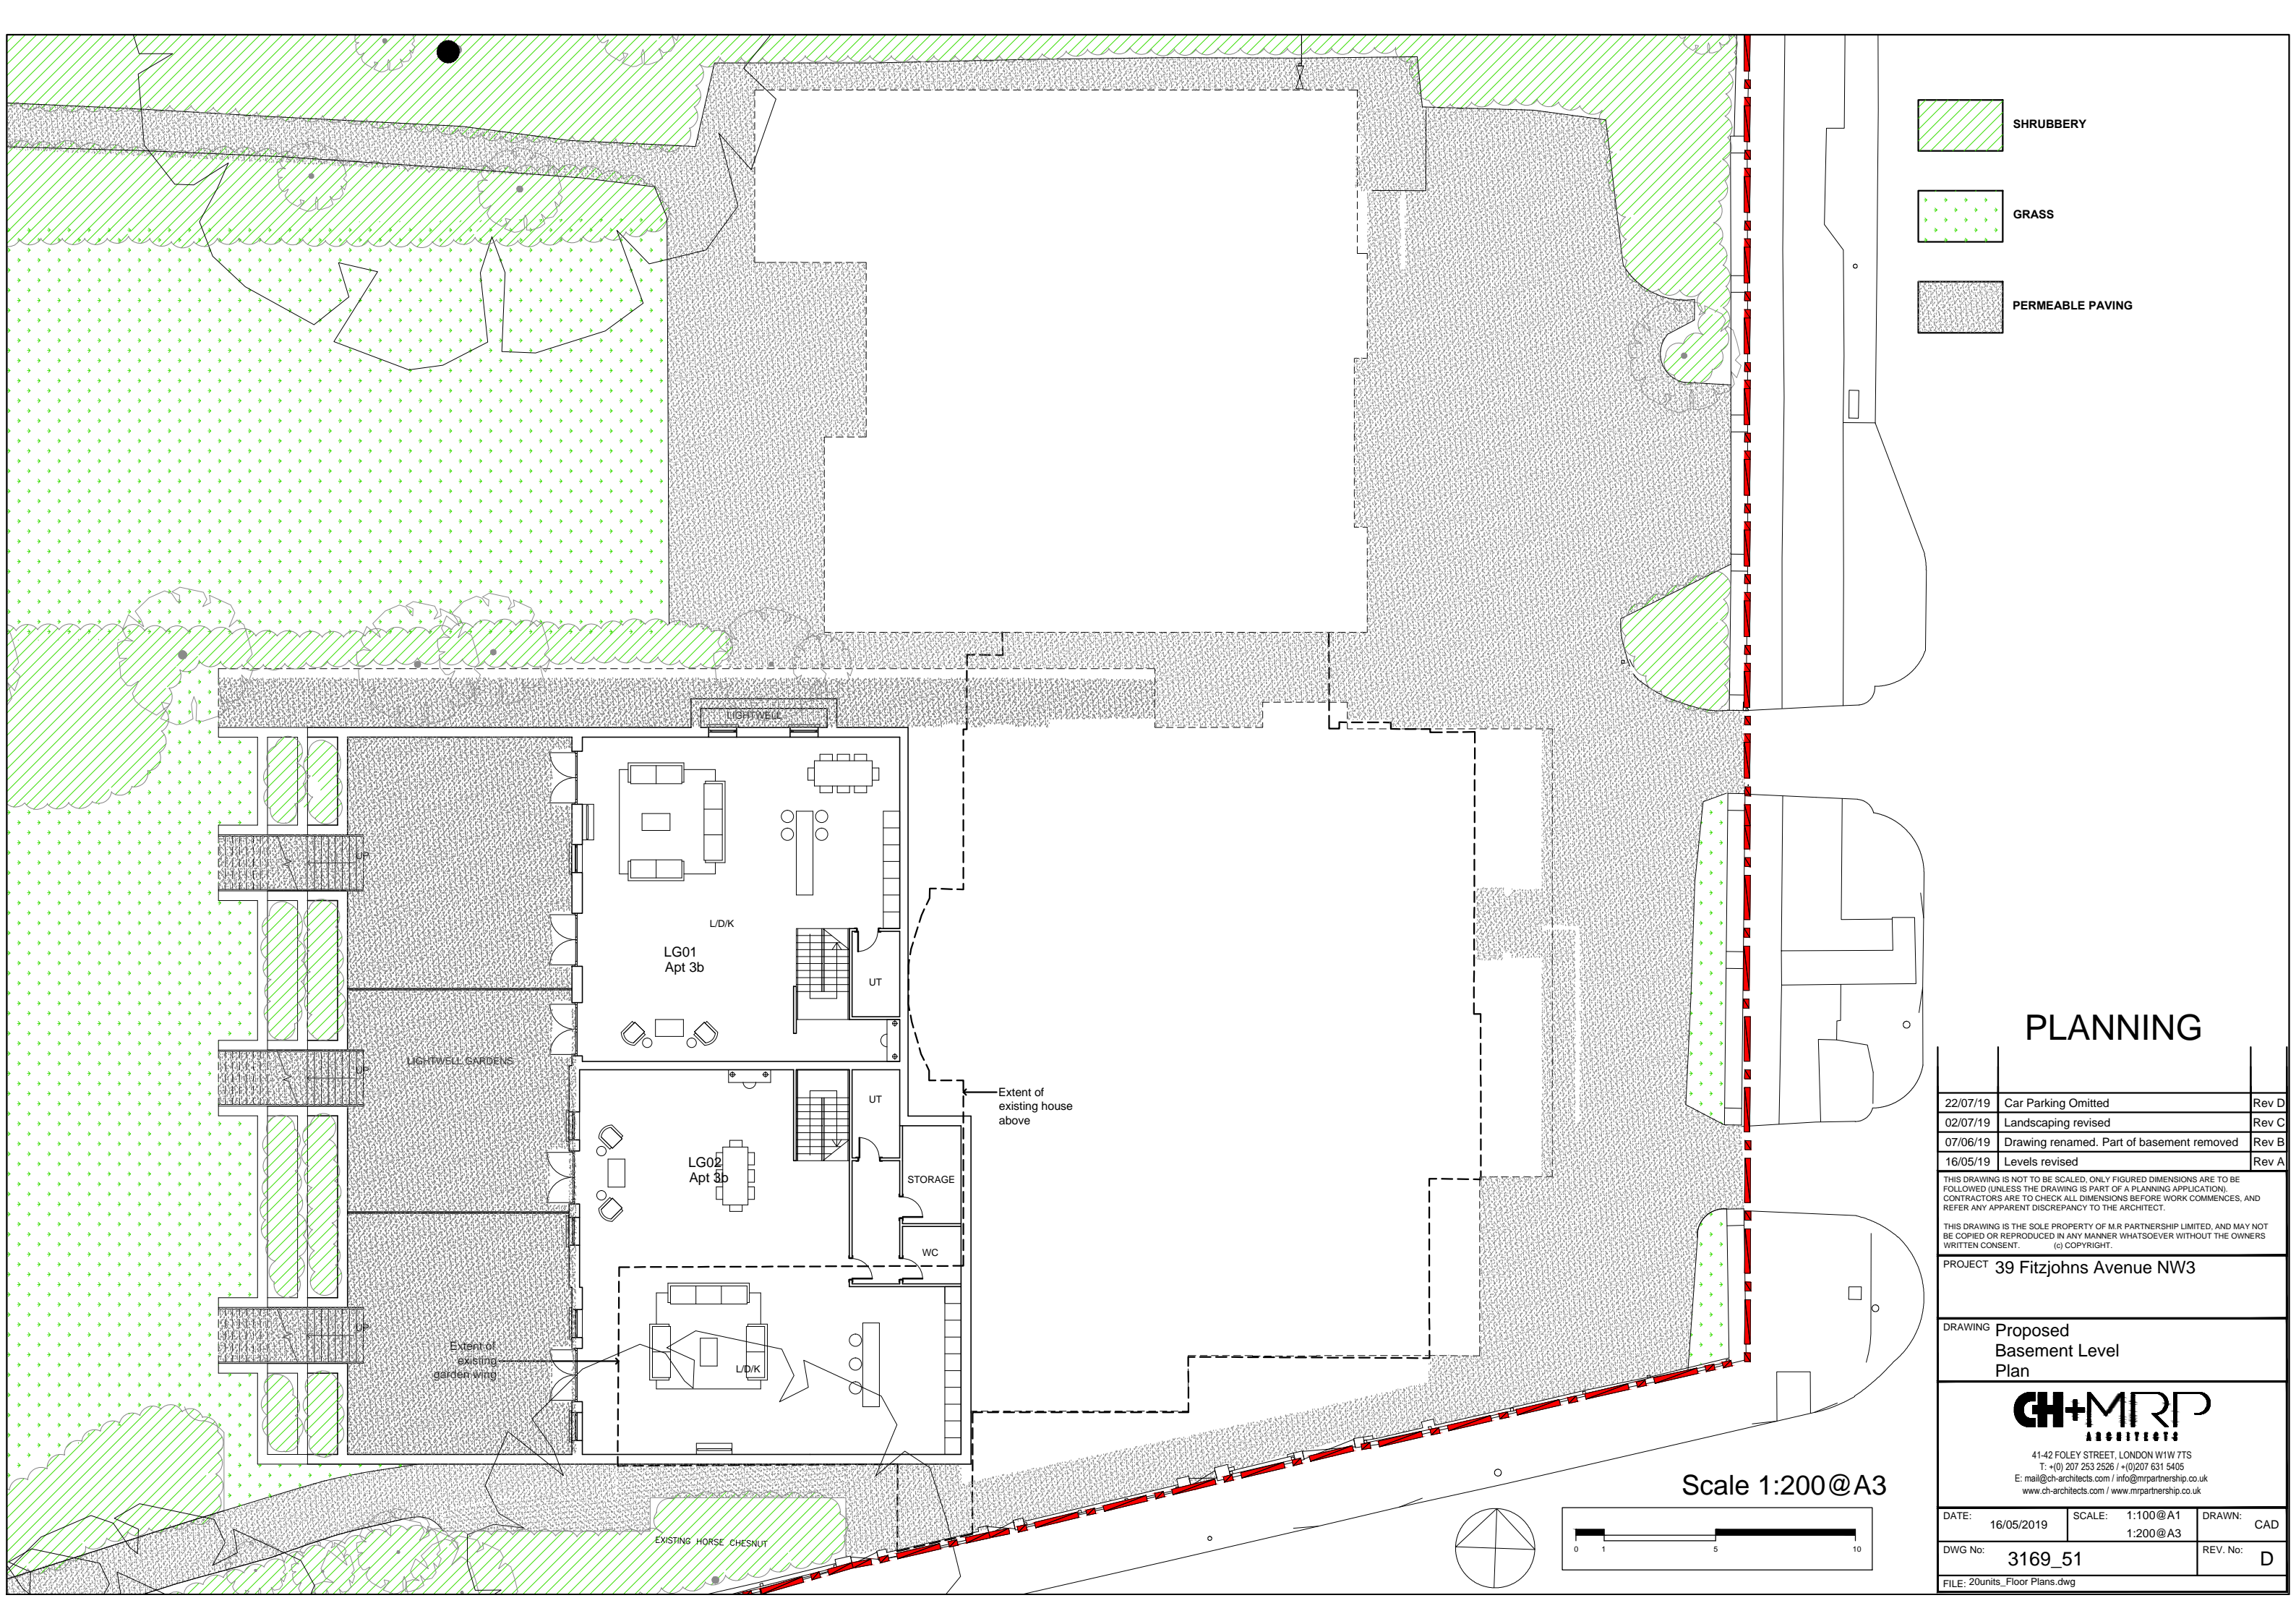 SHRUBBERY
GRASS
PERMEABLE PAVING
LIGHTWELL
UP
L/D/K
LG01
Apt 3b
UT
LIGHTWELL GARDENS
UP
UT
Extent of
existing house
above
LG02
Apt 3b
STORAGE
WC
UP
Extent of
existing
garden wing
L/D/K
EXISTING HORSE CHESNUT
Scale 1:200@A3
0 1 5 10
PLANNING
22/07/19 Car Parking Omitted Rev D
02/07/19 Landscaping revised Rev C
07/06/19 Drawing renamed. Part of basement removed Rev B
16/05/19 Levels revised Rev A
THIS DRAWING IS NOT TO BE SCALED, ONLY FIGURED DIMENSIONS ARE TO BE
FOLLOWED (UNLESS THE DRAWING IS PART OF A PLANNING APPLICATION).
CONTRACTORS ARE TO CHECK ALL DIMENSIONS BEFORE WORK COMMENCES, AND
REFER ANY APPARENT DISCREPANCY TO THE ARCHITECT.
THIS DRAWING IS THE SOLE PROPERTY OF M.R PARTNERSHIP LIMITED, AND MAY NOT
BE COPIED OR REPRODUCED IN ANY MANNER WHATSOEVER WITHOUT THE OWNERS
WRITTEN CONSENT. (c) COPYRIGHT.
PROJECT 39 Fitzjohns Avenue NW3
DRAWING Proposed
Basement Level
Plan
CH+MRP
ARCHITECTS
41-42 FOLEY STREET, LONDON W1W 7TS
T: +(0) 207 253 2526 / +(0)207 631 5405
E: mail@ch-architects.com / info@mrpartnership.co.uk
www.ch-architects.com / www.mrpartnership.co.uk
DATE: 16/05/2019 SCALE: 1:100@A1 DRAWN: CAD
1:200@A3
DWG No: 3169_51 REV. No: D
FILE: 20units_Floor Plans.dwg